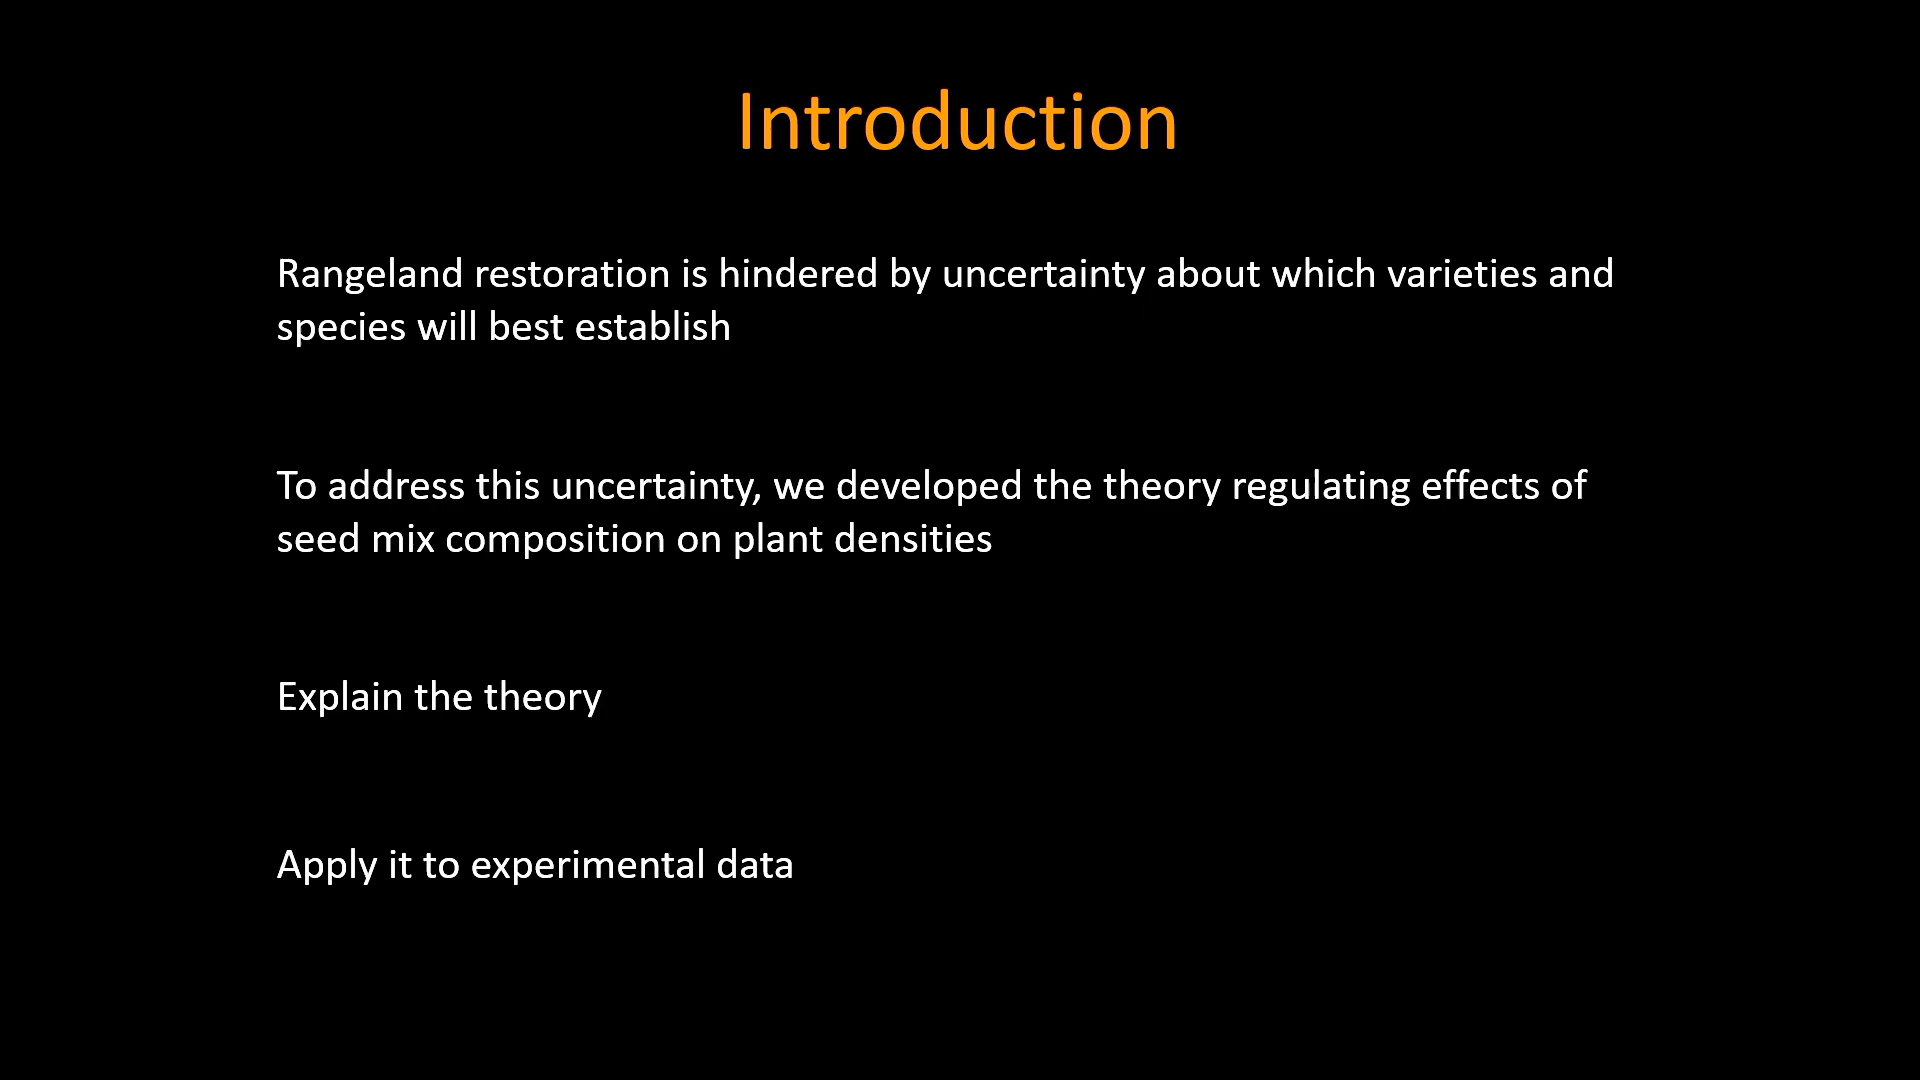 Introduction
Rangeland restoration is hindered by uncertainty about which varieties and
species will best establish
To address this uncertainty, we developed the theory regulating effects of
seed mix composition on plant densities
Explain the theory
Apply it to experimental data